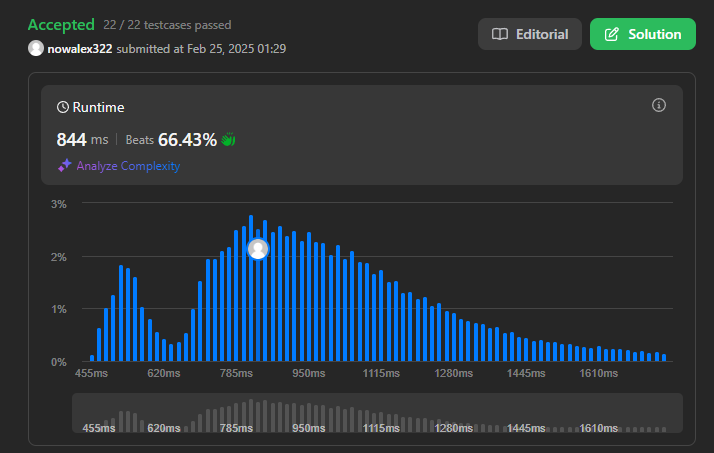 Accepted 22 / 22 testcases passed
nowalex322 submitted at Feb 25, 2025 01:29
Editorial
Solution
Runtime
844 ms Beats 66.43%
Analyze Complexity
3%
2%
1%
0%
455ms 620ms 785ms 950ms 1115ms 1280ms 1445ms 1610ms
455ms 620ms 785ms 950ms 1115ms 1280ms 1445ms 1610ms